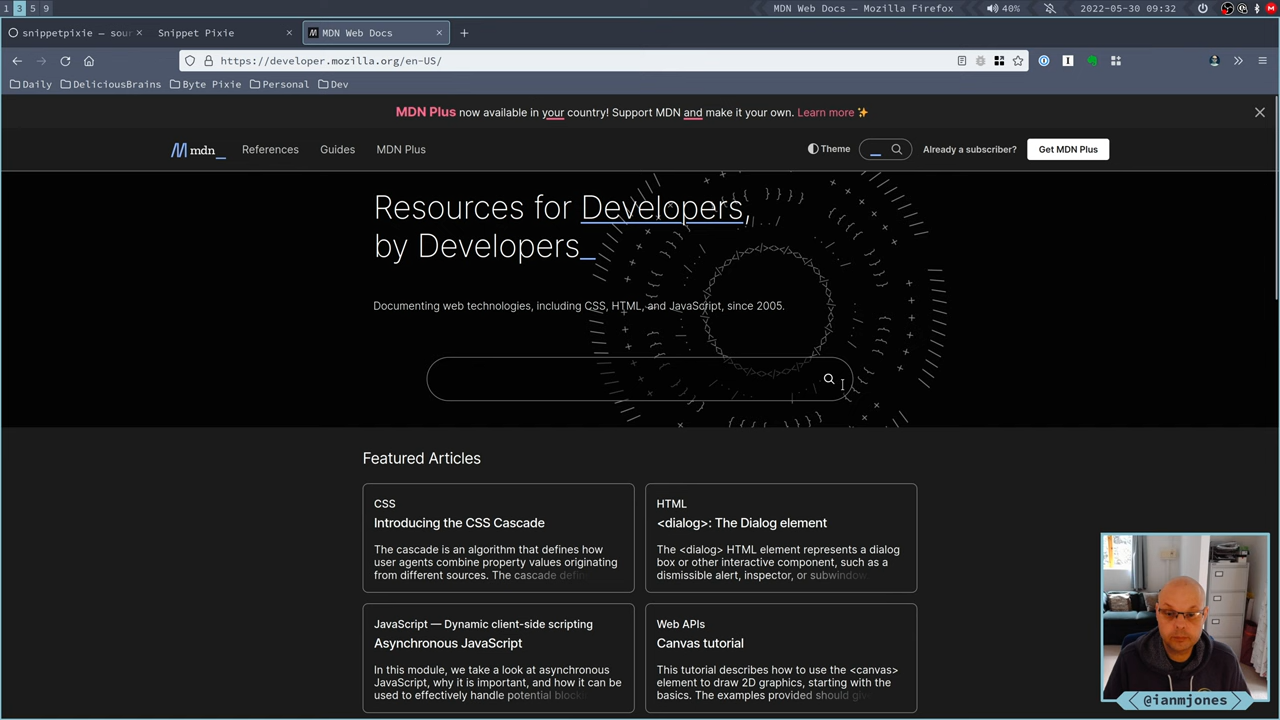 1 3 5 9
MDN Web Docs — Mozilla Firefox
40%
2022-05-30 09:32
snippetpixie — sour
Snippet Pixie
MDN Web Docs
https://developer.mozilla.org/en-US/
Daily DeliciousBrains Byte Pixie Personal Dev
MDN Plus now available in your country! Support MDN and make it your own. Learn more ✨
mdn_ References Guides MDN Plus Theme Already a subscriber? Get MDN Plus
Resources for Developers,
by Developers_
Documenting web technologies, including CSS, HTML, and JavaScript, since 2005.
Featured Articles
CSS
Introducing the CSS Cascade
The cascade is an algorithm that defines how
user agents combine property values originating
from different sources. The cascade defin
HTML
<dialog>: The Dialog element
The <dialog> HTML element represents a dialog
box or other interactive component, such as a
dismissible alert, inspector, or subwindow.
JavaScript — Dynamic client-side scripting
Asynchronous JavaScript
In this module, we take a look at asynchronous
JavaScript, why it is important, and how it can be
used to effectively handle potential block
Web APIs
Canvas tutorial
This tutorial describes how to use the <canvas>
element to draw 2D graphics, starting with the
basics. The examples provided should giv
@ianmjones